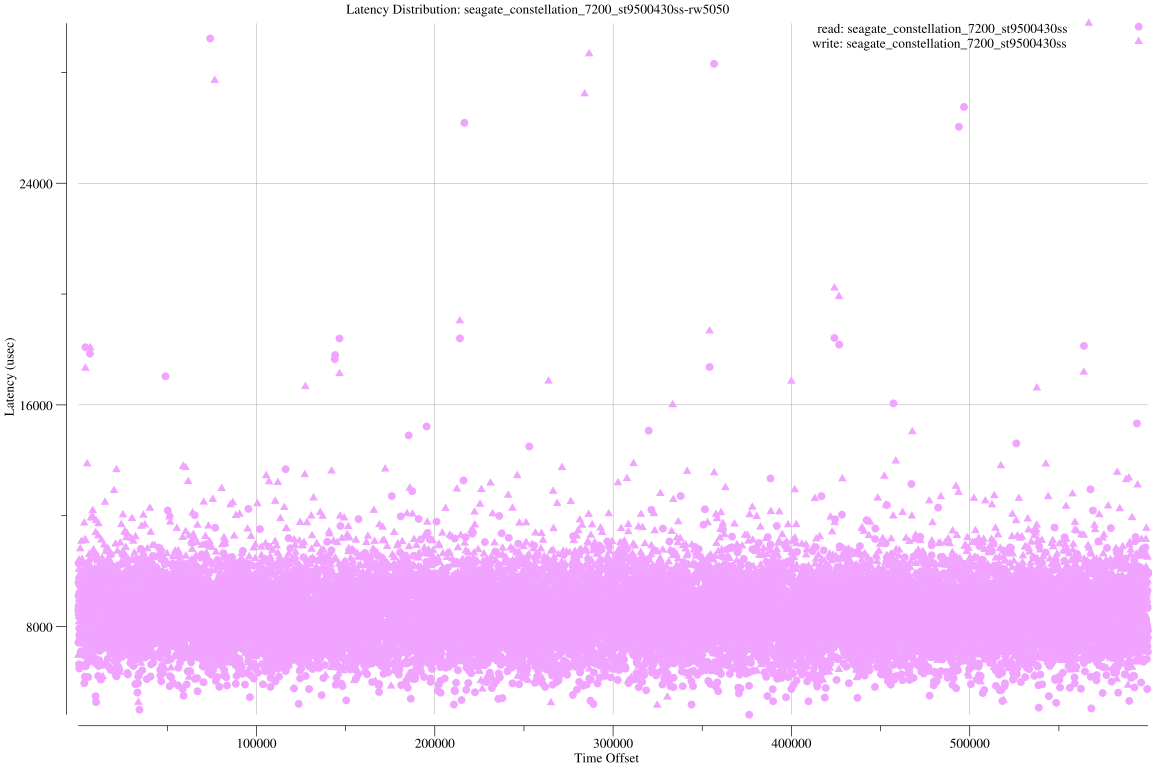 Latency Distribution: seagate_constellation_7200_st9500430ss-rw5050
read: seagate_constellation_7200_st9500430ss
write: seagate_constellation_7200_st9500430ss
24000
16000
8000
Latency (usec)
100000 200000 300000 400000 500000
Time Offset